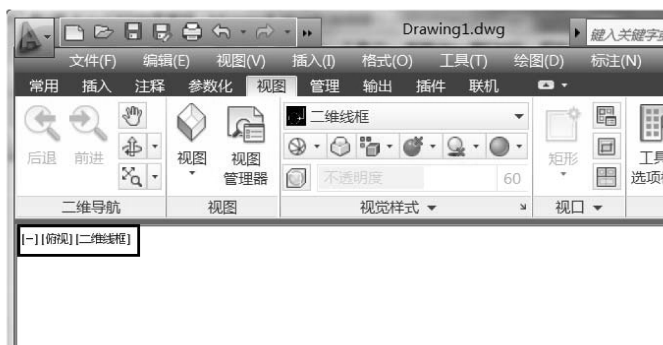 Drawing1.dwg
键入关键字或
文件(F) 编辑(E) 视图(V) 插入(I) 格式(O) 工具(T) 绘图(D) 标注(N)
常用 插入 注释 参数化 视图 管理 输出 插件 联机
二维线框
后退 前进 视图 视图管理器 矩形 工具选项板
不透明度 60
二维导航 视图 视觉样式 视口
[-][俯视][二维线框]